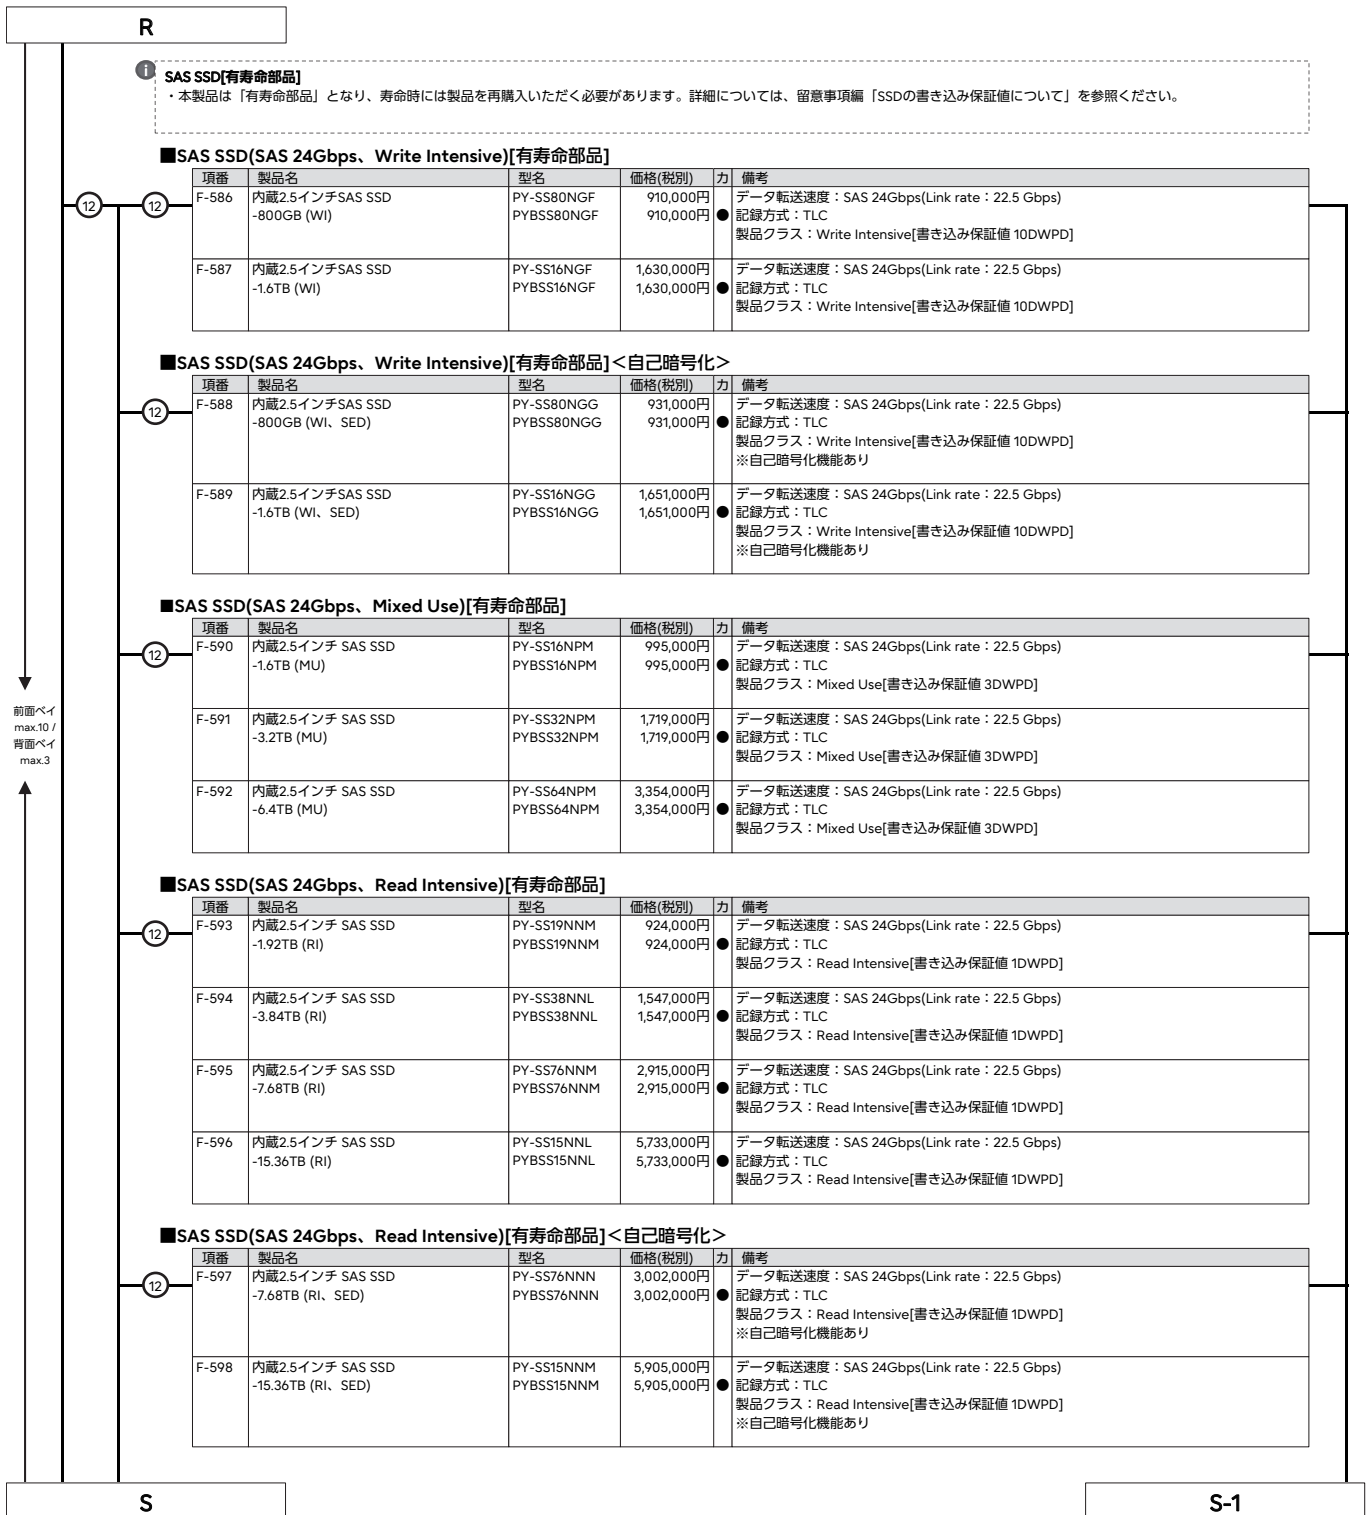 R
SAS SSD[有寿命部品]
・本製品は「有寿命部品」となり、寿命時には製品を再購入いただく必要があります。詳細については、留意事項編「SSDの書き込み保証値について」を参照ください。
■SAS SSD(SAS 24Gbps、Write Intensive)[有寿命部品]
項番 製品名 型名 価格(税別) カ 備考
12 12 F-586 内蔵2.5インチSAS SSD PY-SS80NGF 910,000円 データ転送速度：SAS 24Gbps(Link rate：22.5 Gbps)
-800GB (WI) PYBSS80NGF 910,000円 ● 記録方式：TLC
製品クラス：Write Intensive[書き込み保証値 10DWPD]
F-587 内蔵2.5インチSAS SSD PY-SS16NGF 1,630,000円 データ転送速度：SAS 24Gbps(Link rate：22.5 Gbps)
-1.6TB (WI) PYBSS16NGF 1,630,000円 ● 記録方式：TLC
製品クラス：Write Intensive[書き込み保証値 10DWPD]
■SAS SSD(SAS 24Gbps、Write Intensive)[有寿命部品]＜自己暗号化＞
項番 製品名 型名 価格(税別) カ 備考
12 F-588 内蔵2.5インチSAS SSD PY-SS80NGG 931,000円 データ転送速度：SAS 24Gbps(Link rate：22.5 Gbps)
-800GB (WI、SED) PYBSS80NGG 931,000円 ● 記録方式：TLC
製品クラス：Write Intensive[書き込み保証値 10DWPD]
※自己暗号化機能あり
F-589 内蔵2.5インチSAS SSD PY-SS16NGG 1,651,000円 データ転送速度：SAS 24Gbps(Link rate：22.5 Gbps)
-1.6TB (WI、SED) PYBSS16NGG 1,651,000円 ● 記録方式：TLC
製品クラス：Write Intensive[書き込み保証値 10DWPD]
※自己暗号化機能あり
■SAS SSD(SAS 24Gbps、Mixed Use)[有寿命部品]
項番 製品名 型名 価格(税別) カ 備考
12 F-590 内蔵2.5インチ SAS SSD PY-SS16NPM 995,000円 データ転送速度：SAS 24Gbps(Link rate：22.5 Gbps)
-1.6TB (MU) PYBSS16NPM 995,000円 ● 記録方式：TLC
製品クラス：Mixed Use[書き込み保証値 3DWPD]
前面ベイ
max.10 /
背面ベイ
max.3
F-591 内蔵2.5インチ SAS SSD PY-SS32NPM 1,719,000円 データ転送速度：SAS 24Gbps(Link rate：22.5 Gbps)
-3.2TB (MU) PYBSS32NPM 1,719,000円 ● 記録方式：TLC
製品クラス：Mixed Use[書き込み保証値 3DWPD]
F-592 内蔵2.5インチ SAS SSD PY-SS64NPM 3,354,000円 データ転送速度：SAS 24Gbps(Link rate：22.5 Gbps)
-6.4TB (MU) PYBSS64NPM 3,354,000円 ● 記録方式：TLC
製品クラス：Mixed Use[書き込み保証値 3DWPD]
■SAS SSD(SAS 24Gbps、Read Intensive)[有寿命部品]
項番 製品名 型名 価格(税別) カ 備考
12 F-593 内蔵2.5インチ SAS SSD PY-SS19NNM 924,000円 データ転送速度：SAS 24Gbps(Link rate：22.5 Gbps)
-1.92TB (RI) PYBSS19NNM 924,000円 ● 記録方式：TLC
製品クラス：Read Intensive[書き込み保証値 1DWPD]
F-594 内蔵2.5インチ SAS SSD PY-SS38NNL 1,547,000円 データ転送速度：SAS 24Gbps(Link rate：22.5 Gbps)
-3.84TB (RI) PYBSS38NNL 1,547,000円 ● 記録方式：TLC
製品クラス：Read Intensive[書き込み保証値 1DWPD]
F-595 内蔵2.5インチ SAS SSD PY-SS76NNM 2,915,000円 データ転送速度：SAS 24Gbps(Link rate：22.5 Gbps)
-7.68TB (RI) PYBSS76NNM 2,915,000円 ● 記録方式：TLC
製品クラス：Read Intensive[書き込み保証値 1DWPD]
F-596 内蔵2.5インチ SAS SSD PY-SS15NNL 5,733,000円 データ転送速度：SAS 24Gbps(Link rate：22.5 Gbps)
-15.36TB (RI) PYBSS15NNL 5,733,000円 ● 記録方式：TLC
製品クラス：Read Intensive[書き込み保証値 1DWPD]
■SAS SSD(SAS 24Gbps、Read Intensive)[有寿命部品]＜自己暗号化＞
項番 製品名 型名 価格(税別) カ 備考
12 F-597 内蔵2.5インチ SAS SSD PY-SS76NNN 3,002,000円 データ転送速度：SAS 24Gbps(Link rate：22.5 Gbps)
-7.68TB (RI、SED) PYBSS76NNN 3,002,000円 ● 記録方式：TLC
製品クラス：Read Intensive[書き込み保証値 1DWPD]
※自己暗号化機能あり
F-598 内蔵2.5インチ SAS SSD PY-SS15NNM 5,905,000円 データ転送速度：SAS 24Gbps(Link rate：22.5 Gbps)
-15.36TB (RI、SED) PYBSS15NNM 5,905,000円 ● 記録方式：TLC
製品クラス：Read Intensive[書き込み保証値 1DWPD]
※自己暗号化機能あり
S S-1